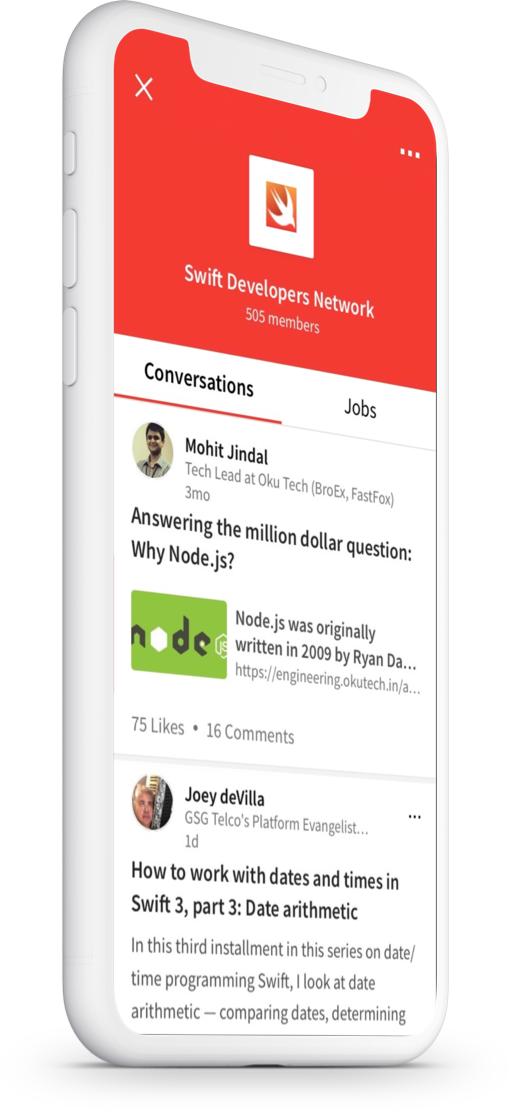 Swift Developers Network
505 members
Conversations
Jobs
Mohit Jindal
Tech Lead at Oku Tech (BroEx, FastFox)
3mo
Answering the million dollar question:
Why Node.js?
node
JS
Node.js was originally
written in 2009 by Ryan Da...
https://engineering.okutech.in/a...
75 Likes • 16 Comments
Joey deVilla
GSG Telco's Platform Evangelist...
1d
How to work with dates and times in
Swift 3, part 3: Date arithmetic
In this third installment in this series on date/
time programming Swift, I look at date
arithmetic — comparing dates, determining